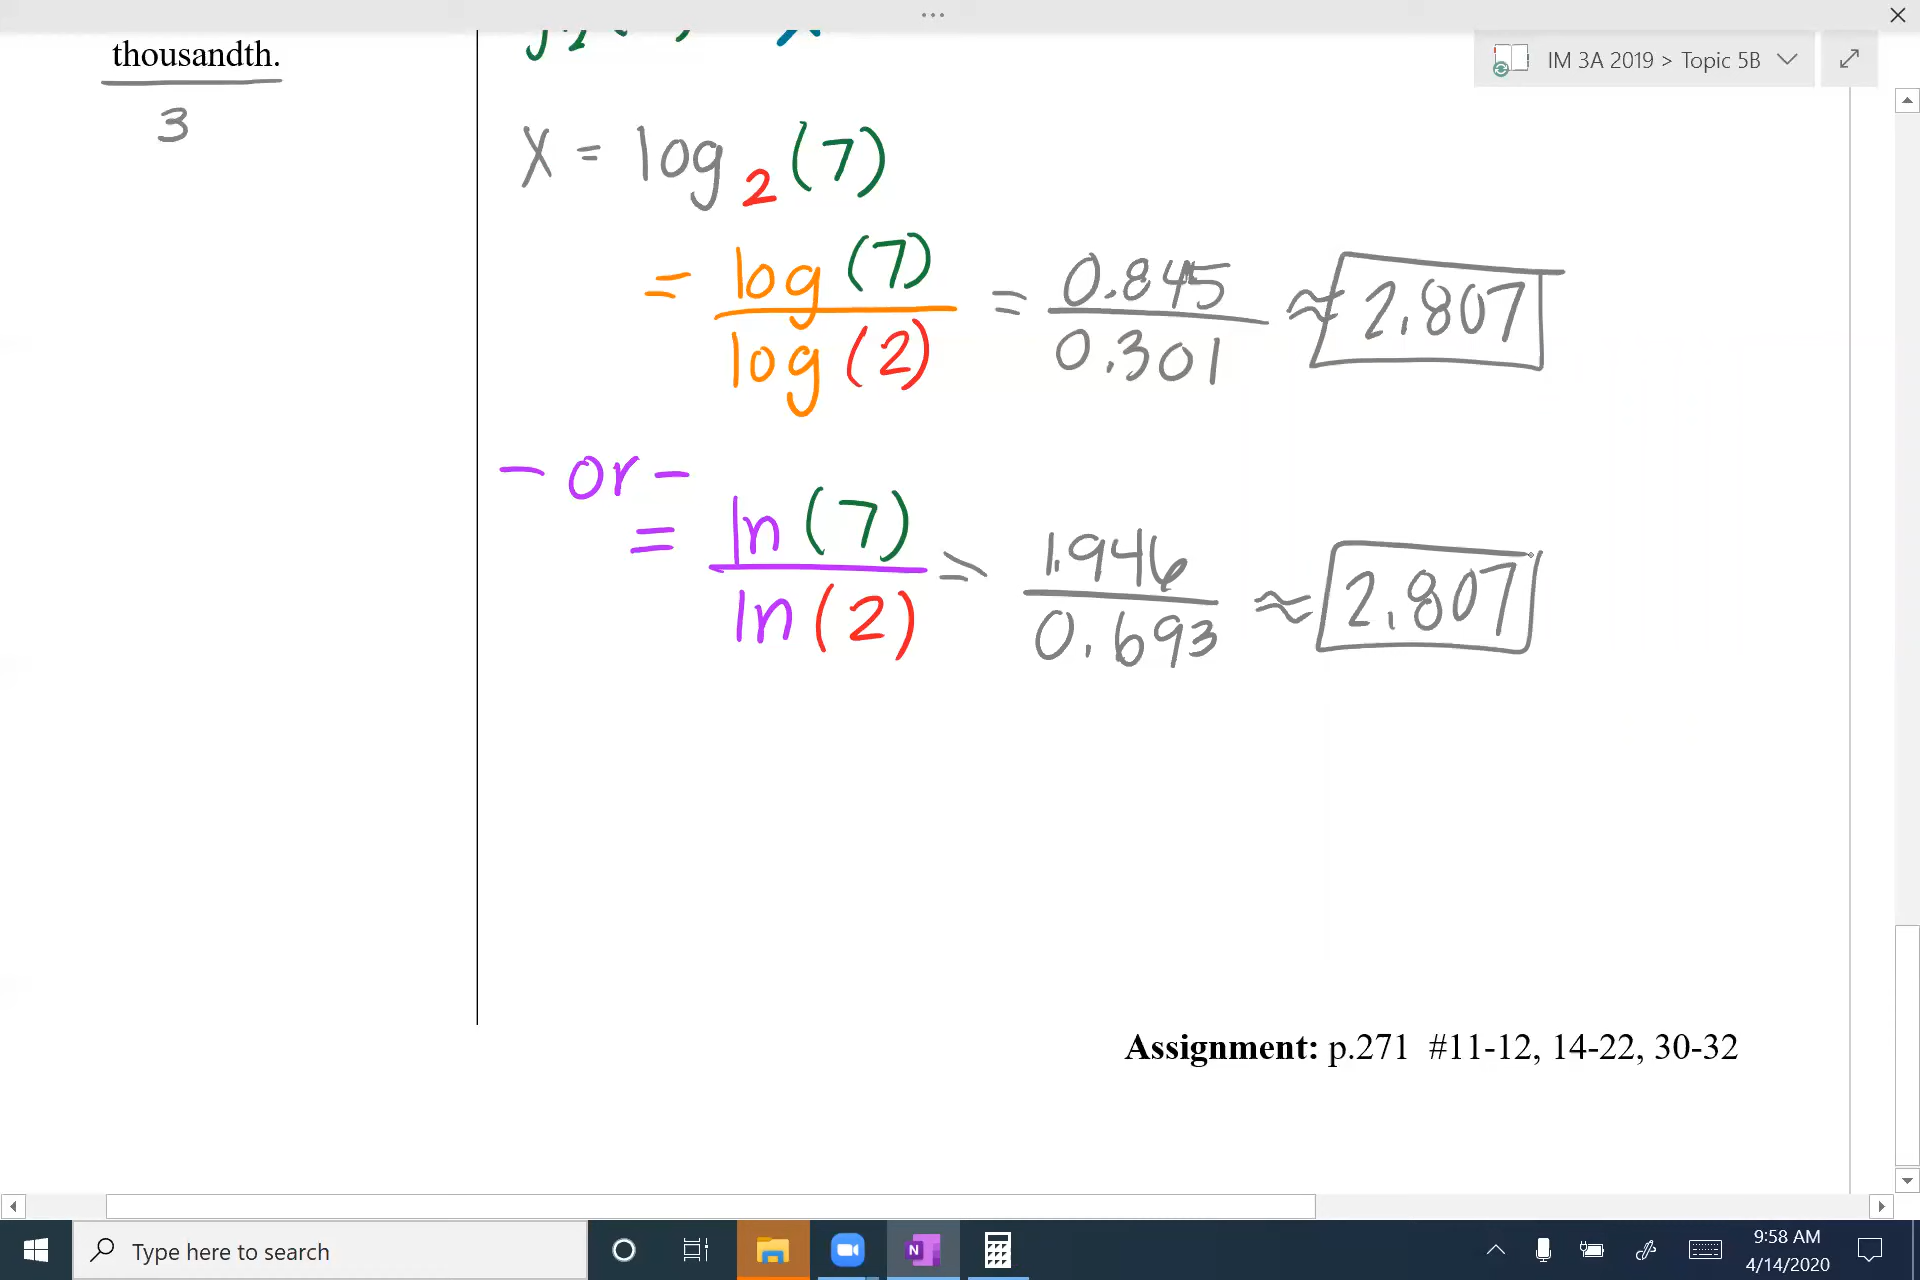 IM 3A 2019 > Topic 5B
thousandth.
3
X = log 2 (7)
= log (7) / log (2) = 0.845 / 0.301 ≈ 2.807
- or -
= ln (7) / ln (2) = 1.946 / 0.693 ≈ 2.807
Assignment: p.271 #11-12, 14-22, 30-32
Type here to search
N
9:58 AM
4/14/2020